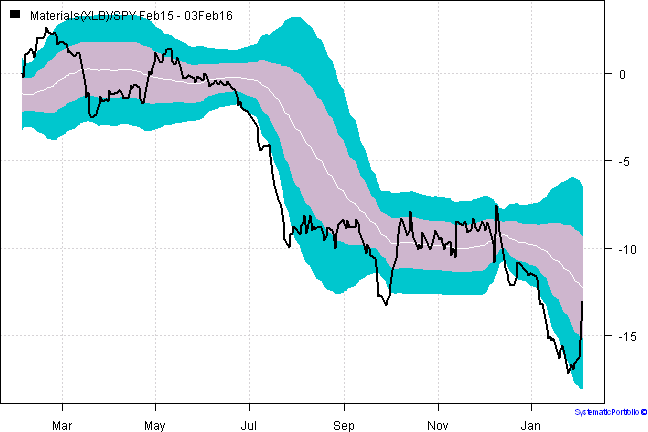 Materials(XLB)/SPY Feb15 - 03Feb16
0
-5
-10
-15
Mar May Jul Sep Nov Jan
SystematicPortfolio ©